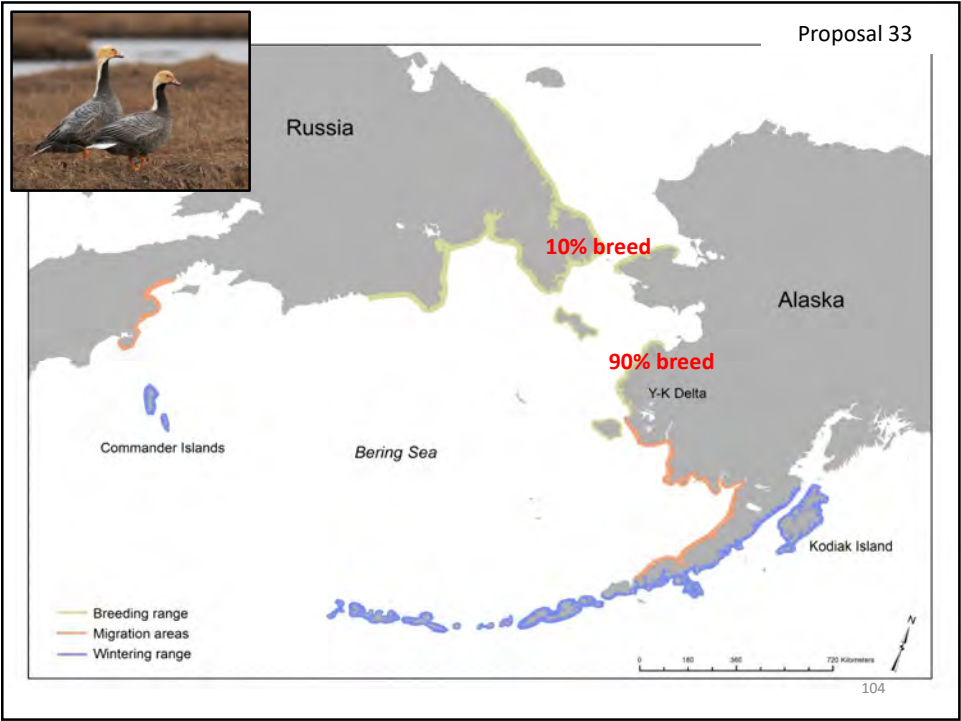 Proposal 33
Russia
10% breed
Alaska
90% breed
Y-K Delta
Commander Islands
Bering Sea
Kodiak Island
Breeding range
Migration areas
Wintering range
N
0 180 360 720 Kilometers
104